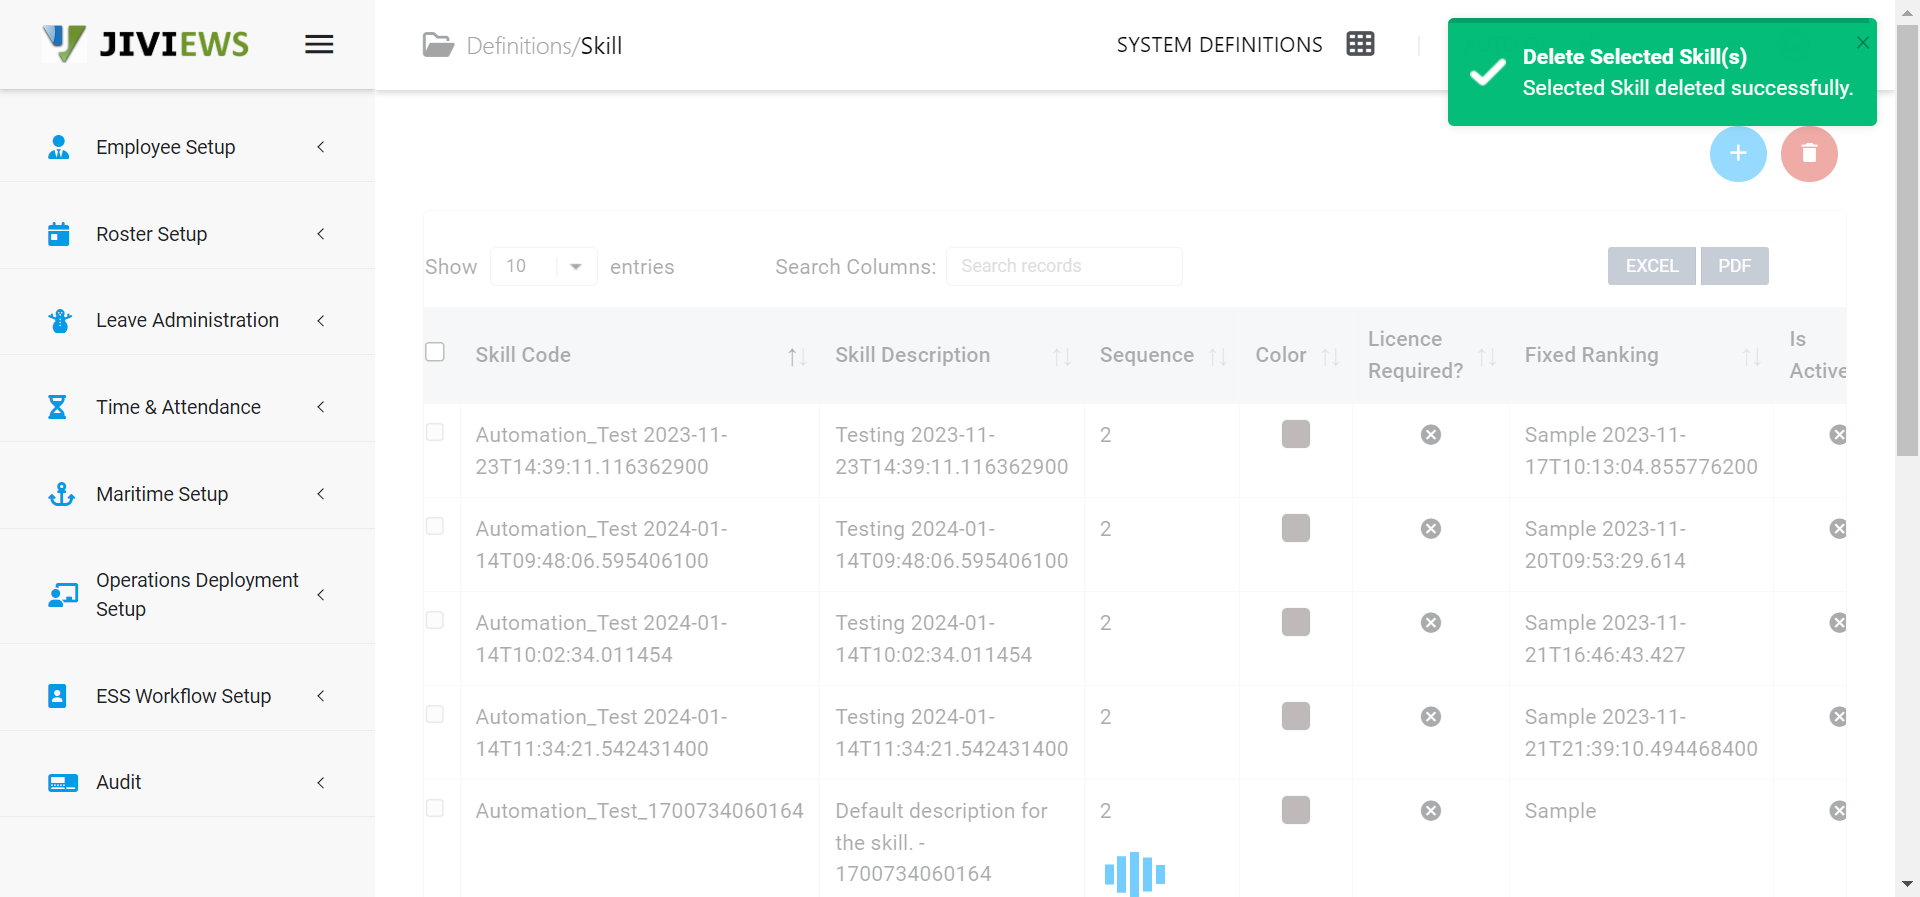 JIVIEWS
Definitions/Skill
SYSTEM DEFINITIONS
Delete Selected Skill(s)
Selected Skill deleted successfully.
Employee Setup
Roster Setup
Leave Administration
Time & Attendance
Maritime Setup
Operations Deployment
Setup
ESS Workflow Setup
Audit
Show 10 entries
Search Columns: Search records
EXCEL PDF
Skill Code Skill Description Sequence Color Licence Required? Fixed Ranking Is Active
Automation_Test 2023-11- Testing 2023-11- 2 Sample 2023-11-
23T14:39:11.116362900 23T14:39:11.116362900 17T10:13:04.855776200
Automation_Test 2024-01- Testing 2024-01- 2 Sample 2023-11-
14T09:48:06.595406100 14T09:48:06.595406100 20T09:53:29.614
Automation_Test 2024-01- Testing 2024-01- 2 Sample 2023-11-
14T10:02:34.011454 14T10:02:34.011454 21T16:46:43.427
Automation_Test 2024-01- Testing 2024-01- 2 Sample 2023-11-
14T11:34:21.542431400 14T11:34:21.542431400 21T21:39:10.494468400
Automation_Test_1700734060164 Default description for 2 Sample
the skill. -
1700734060164